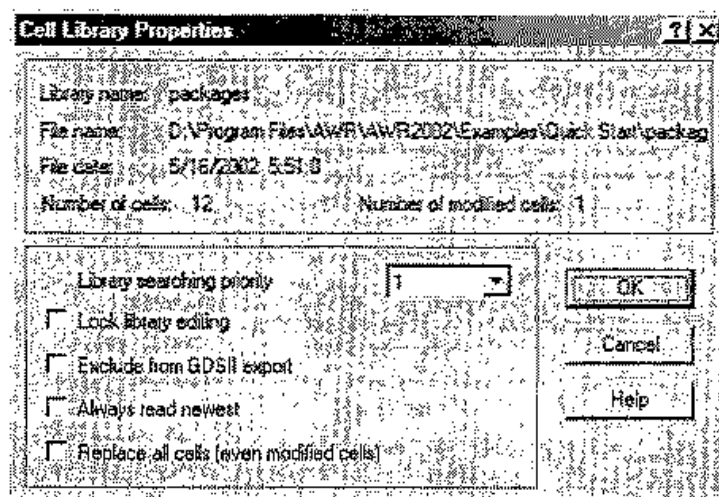 Cell Library Properties
Library name: packages
File name: D:\Program Files\AWR\AWR2002\Examples\Quick Start\packag
File date: 5/16/2002 5:51:8
Number of cells: 12 Number of modified cells: 1
Library searching priority 1
Lock library editing
Exclude from GDSII export
Always read newest
Replace all cells (even modified cells)
OK
Cancel
Help